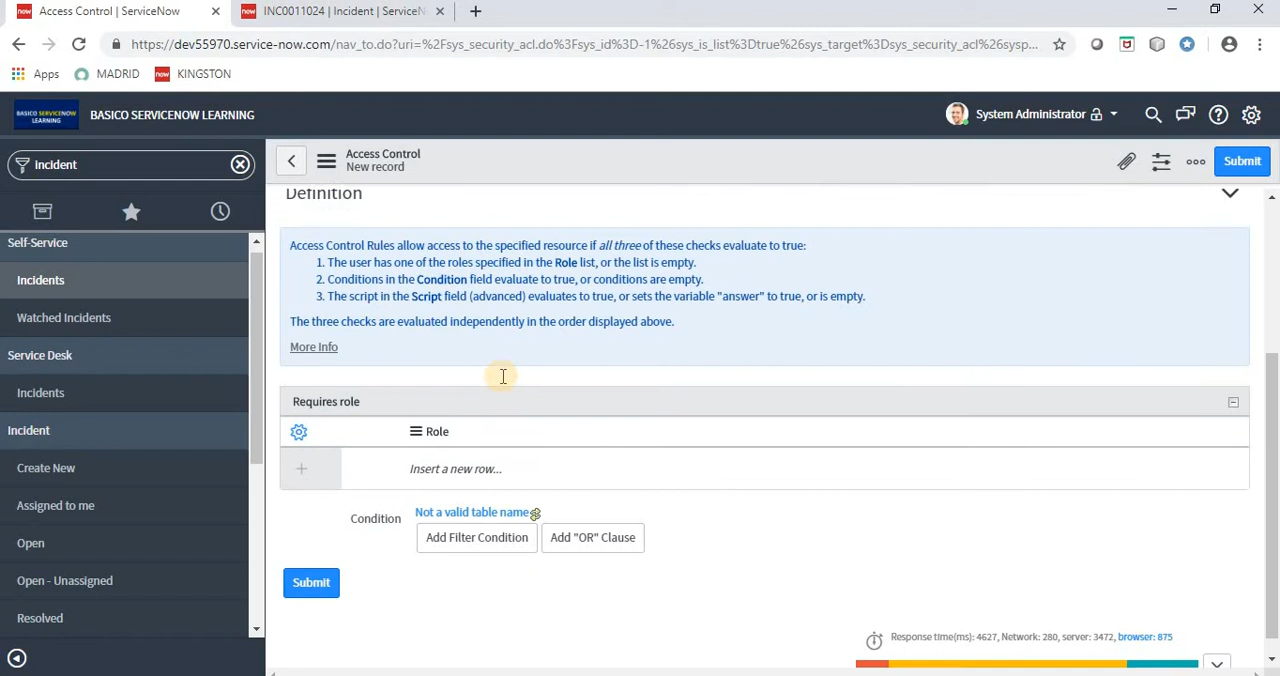 Access Control | ServiceNow
INC0011024 | Incident | ServiceN
https://dev55970.service-now.com/nav_to.do?uri=%2Fsys_security_acl.do%3Fsys_id%3D-1%26sys_is_list%3Dtrue%26sys_target%3Dsys_security_acl%26sysp...
Apps MADRID now KINGSTON
BASICO SERVICENOW LEARNING BASICO SERVICENOW LEARNING System Administrator
Incident
Access Control
New record
Submit
Self-Service
Incidents
Watched Incidents
Service Desk
Incidents
Incident
Create New
Assigned to me
Open
Open - Unassigned
Resolved
Definition
Access Control Rules allow access to the specified resource if all three of these checks evaluate to true:
1. The user has one of the roles specified in the Role list, or the list is empty.
2. Conditions in the Condition field evaluate to true, or conditions are empty.
3. The script in the Script field (advanced) evaluates to true, or sets the variable "answer" to true, or is empty.
The three checks are evaluated independently in the order displayed above.
More Info
Requires role
Role
Insert a new row...
Condition
Not a valid table name
Add Filter Condition Add "OR" Clause
Submit
Response time(ms): 4627, Network: 280, server: 3472, browser: 875